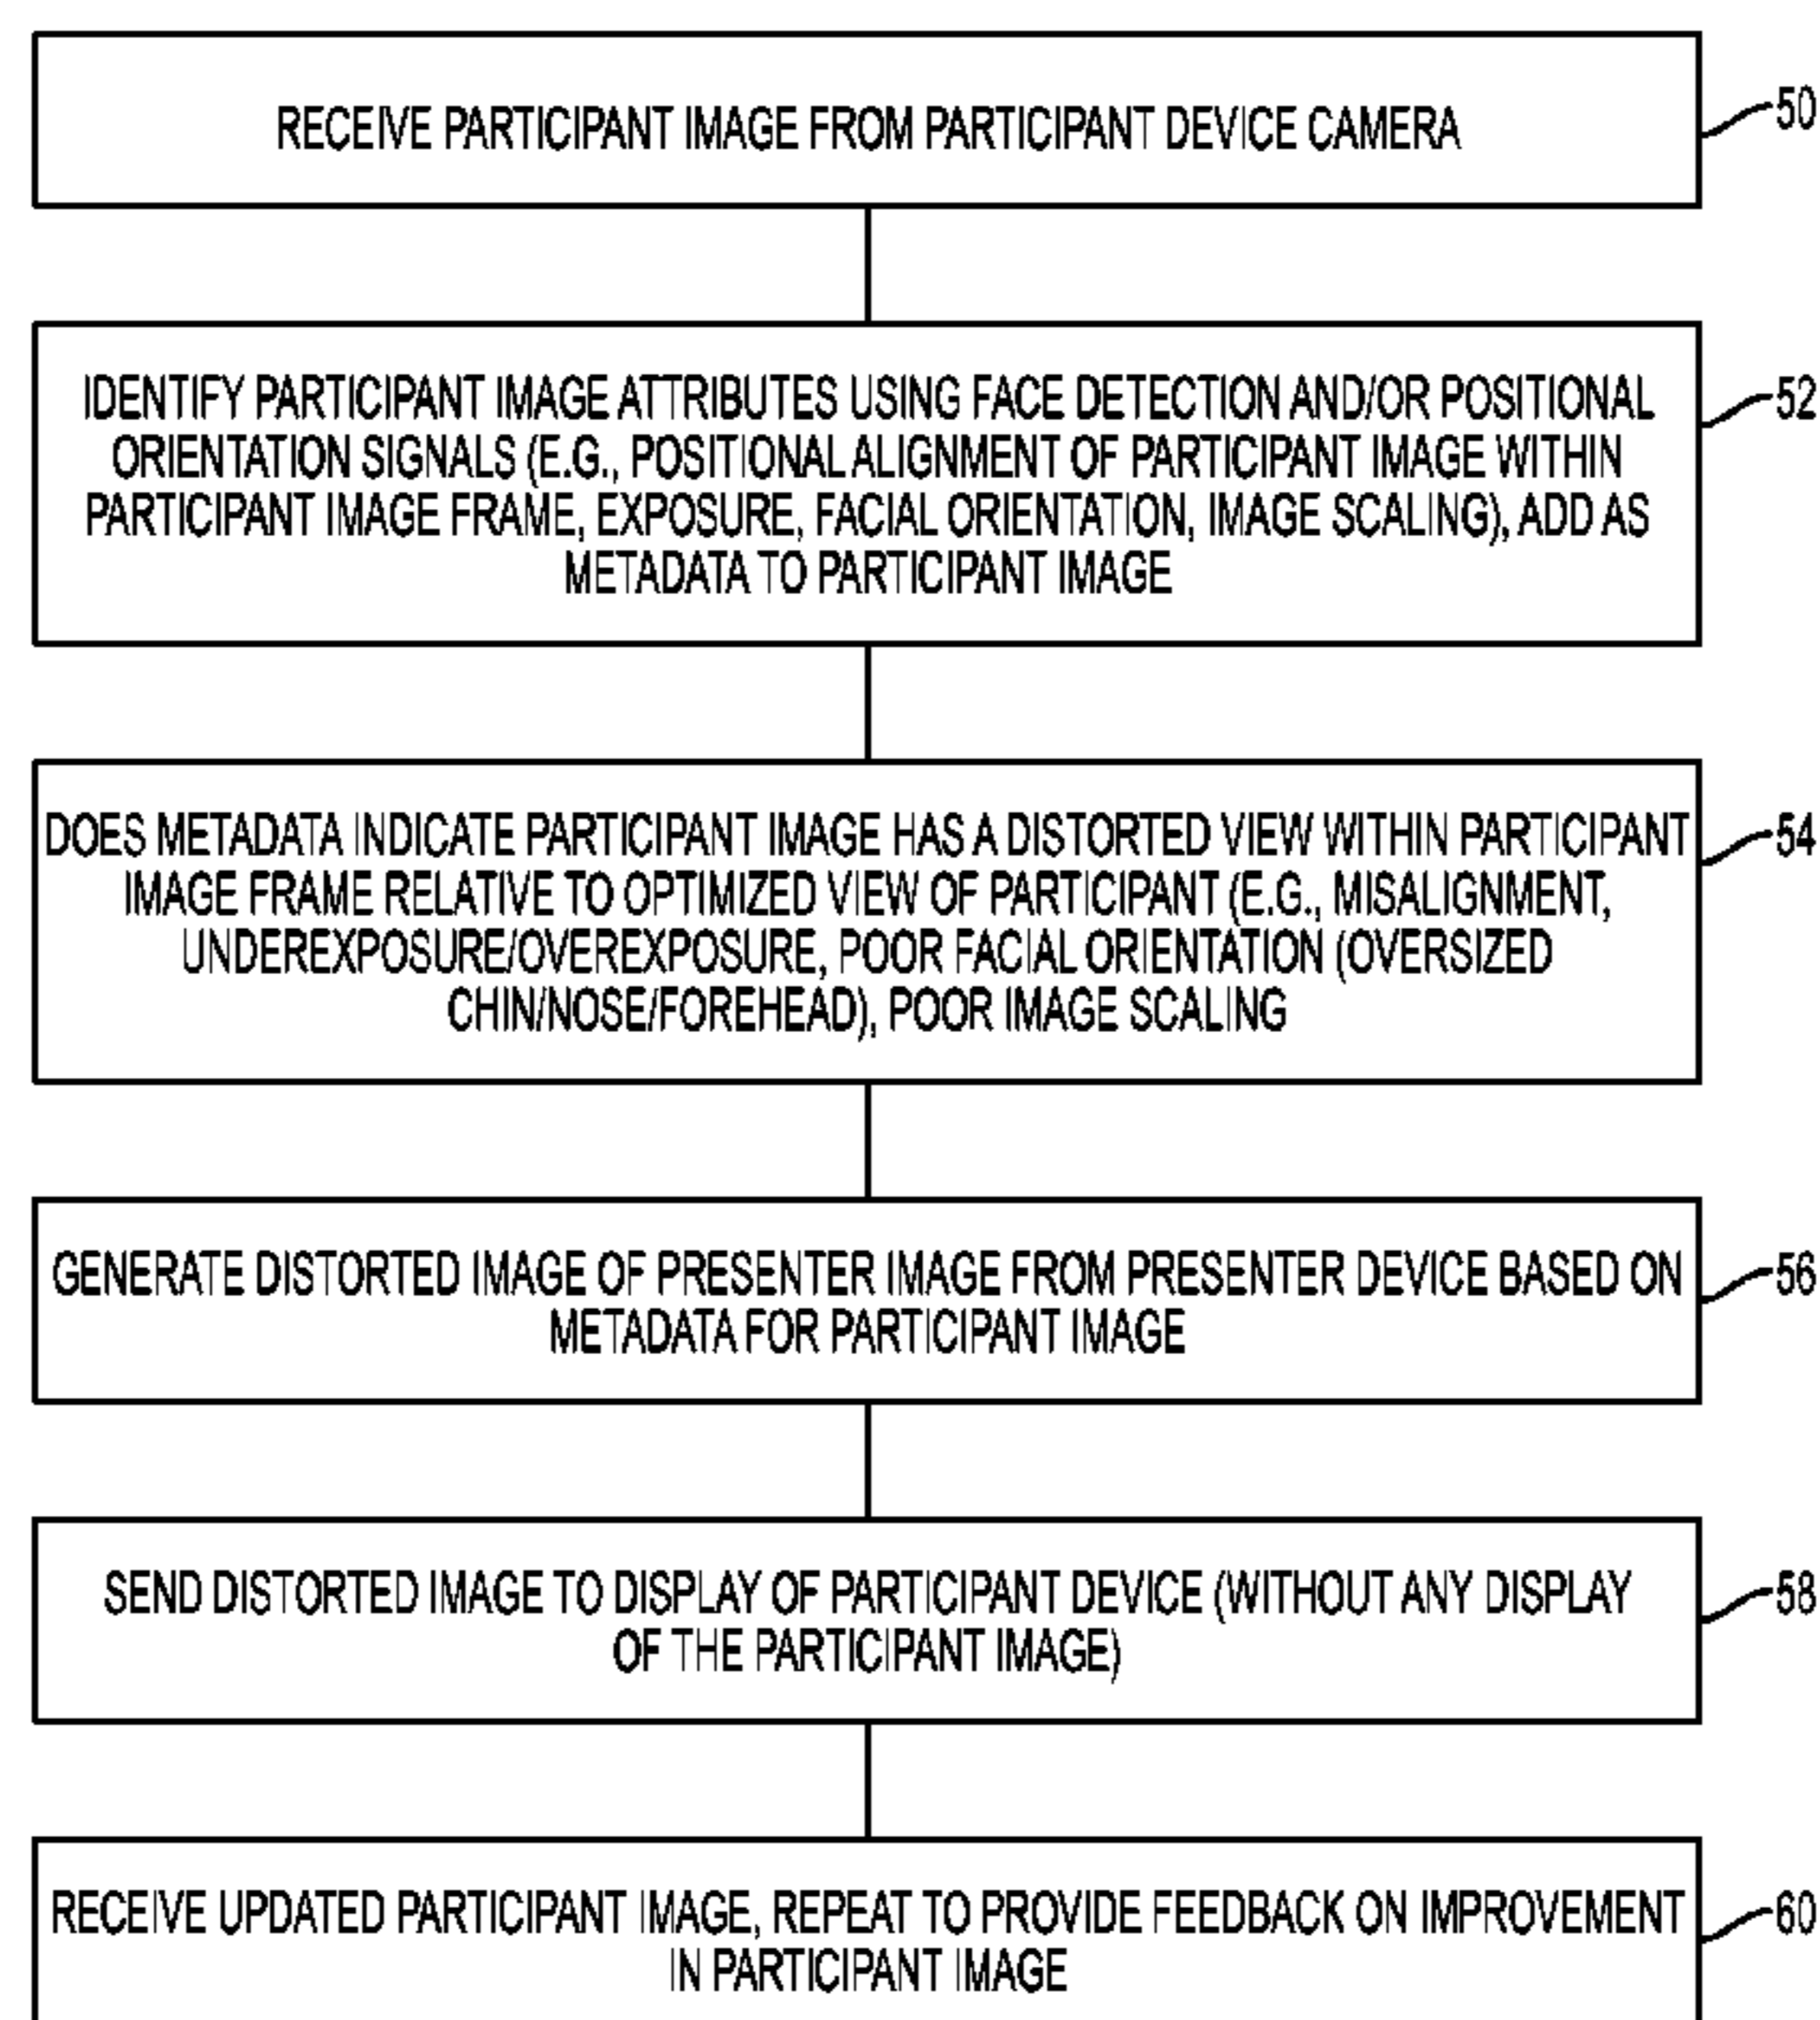 RECEIVE PARTICIPANT IMAGE FROM PARTICIPANT DEVICE CAMERA
50
IDENTIFY PARTICIPANT IMAGE ATTRIBUTES USING FACE DETECTION AND/OR POSITIONAL
ORIENTATION SIGNALS (E.G., POSITIONAL ALIGNMENT OF PARTICIPANT IMAGE WITHIN
PARTICIPANT IMAGE FRAME, EXPOSURE, FACIAL ORIENTATION, IMAGE SCALING), ADD AS
METADATA TO PARTICIPANT IMAGE
52
DOES METADATA INDICATE PARTICIPANT IMAGE HAS A DISTORTED VIEW WITHIN PARTICIPANT
IMAGE FRAME RELATIVE TO OPTIMIZED VIEW OF PARTICIPANT (E.G., MISALIGNMENT,
UNDEREXPOSURE/OVEREXPOSURE, POOR FACIAL ORIENTATION (OVERSIZED
CHIN/NOSE/FOREHEAD), POOR IMAGE SCALING
54
GENERATE DISTORTED IMAGE OF PRESENTER IMAGE FROM PRESENTER DEVICE BASED ON
METADATA FOR PARTICIPANT IMAGE
56
SEND DISTORTED IMAGE TO DISPLAY OF PARTICIPANT DEVICE (WITHOUT ANY DISPLAY
OF THE PARTICIPANT IMAGE)
58
RECEIVE UPDATED PARTICIPANT IMAGE, REPEAT TO PROVIDE FEEDBACK ON IMPROVEMENT
IN PARTICIPANT IMAGE
60